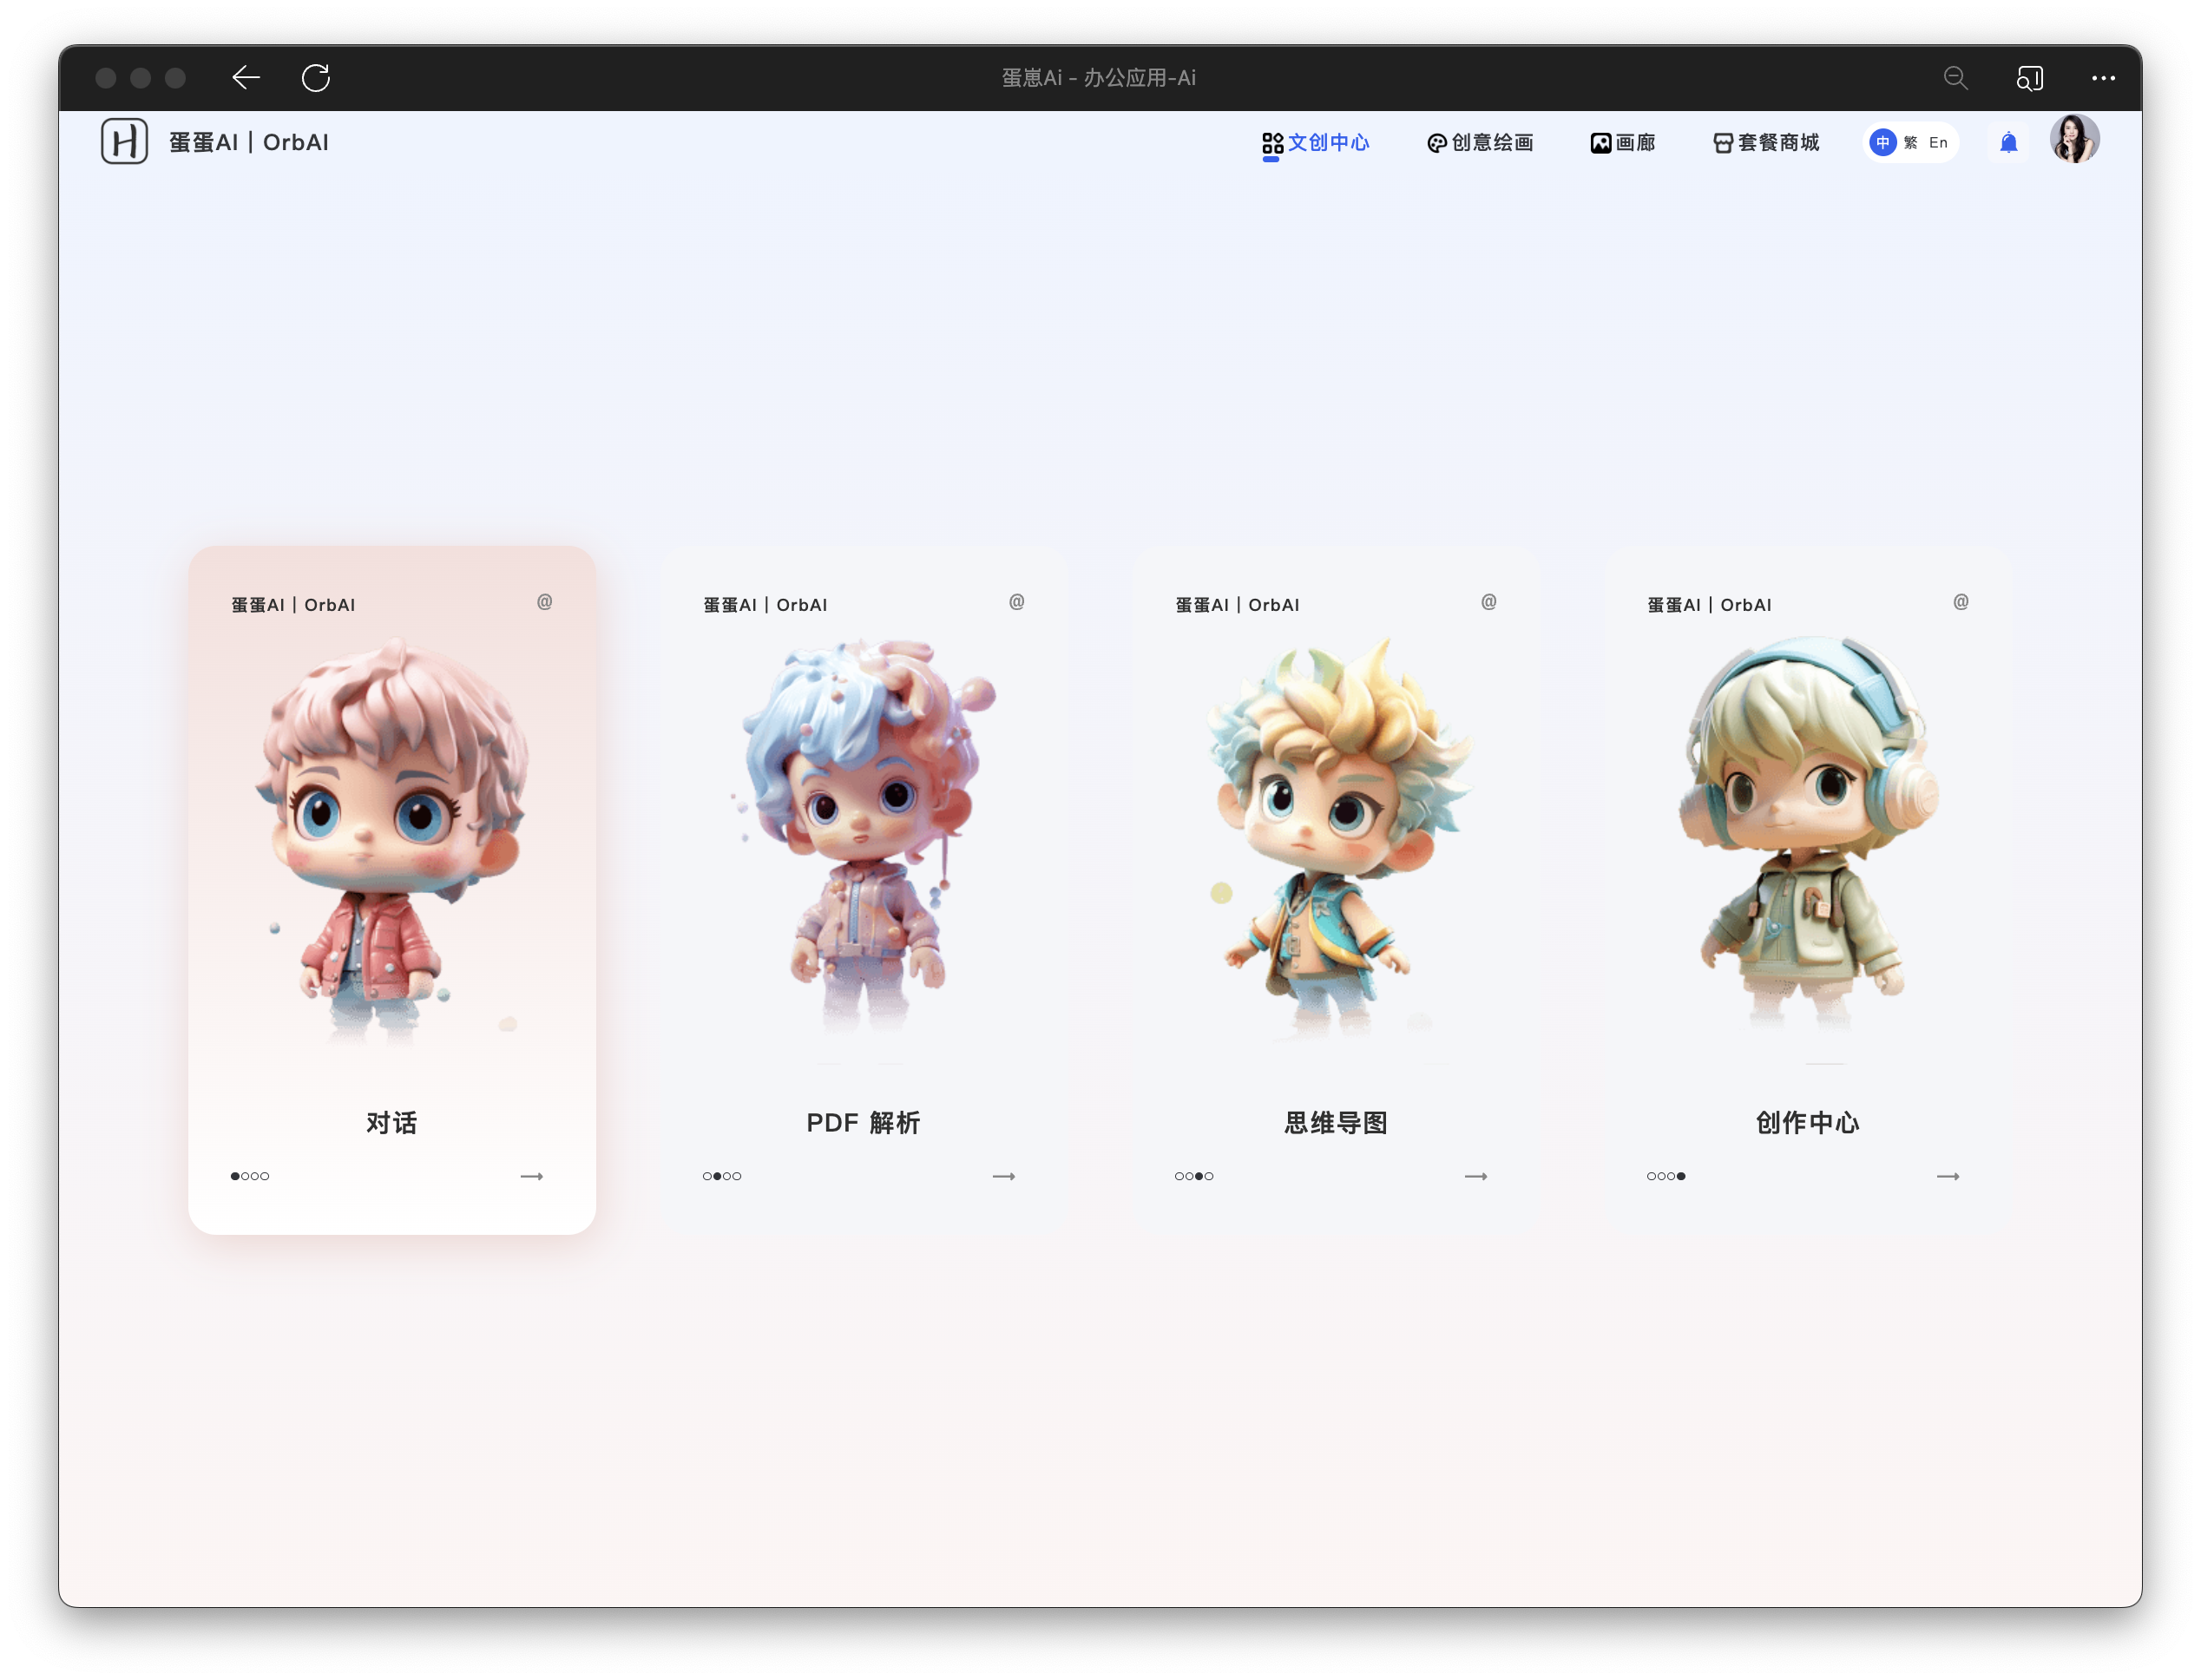 蛋崽Ai - 办公应用-Ai
蛋蛋AI | OrbAI
文创中心
创意绘画
画廊
套餐商城
中 繁 En
蛋蛋AI | OrbAI @
对话
蛋蛋AI | OrbAI @
PDF 解析
蛋蛋AI | OrbAI @
思维导图
蛋蛋AI | OrbAI @
创作中心